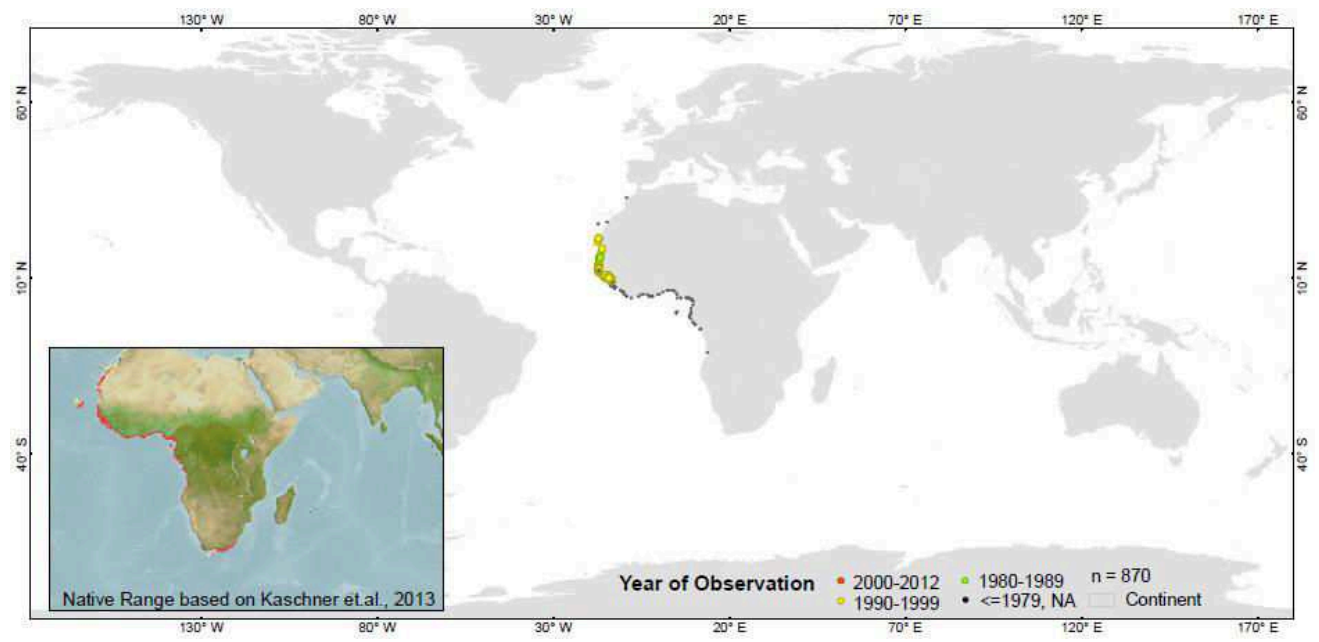 130° W 80° W 30° W 20° E 70° E 120° E 170° E
60° N 60° N
10° N 10° N
40° S 40° S
Native Range based on Kaschner et.al., 2013
Year of Observation 2000-2012 1980-1989 n = 870
1990-1999 <=1979, NA Continent
130° W 80° W 30° W 20° E 70° E 120° E 170° E